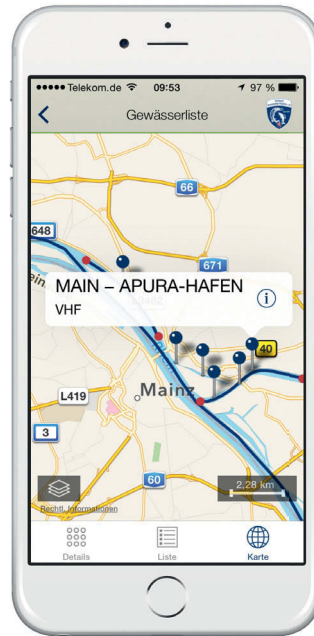 Telekom.de 09:53 97 %
Gewässerliste
66
648
671
MAIN – APURA-HAFEN
VHF
40
Mainz
L419
3
60
2,28 km
Rechtl. Informationen
Details Liste Karte